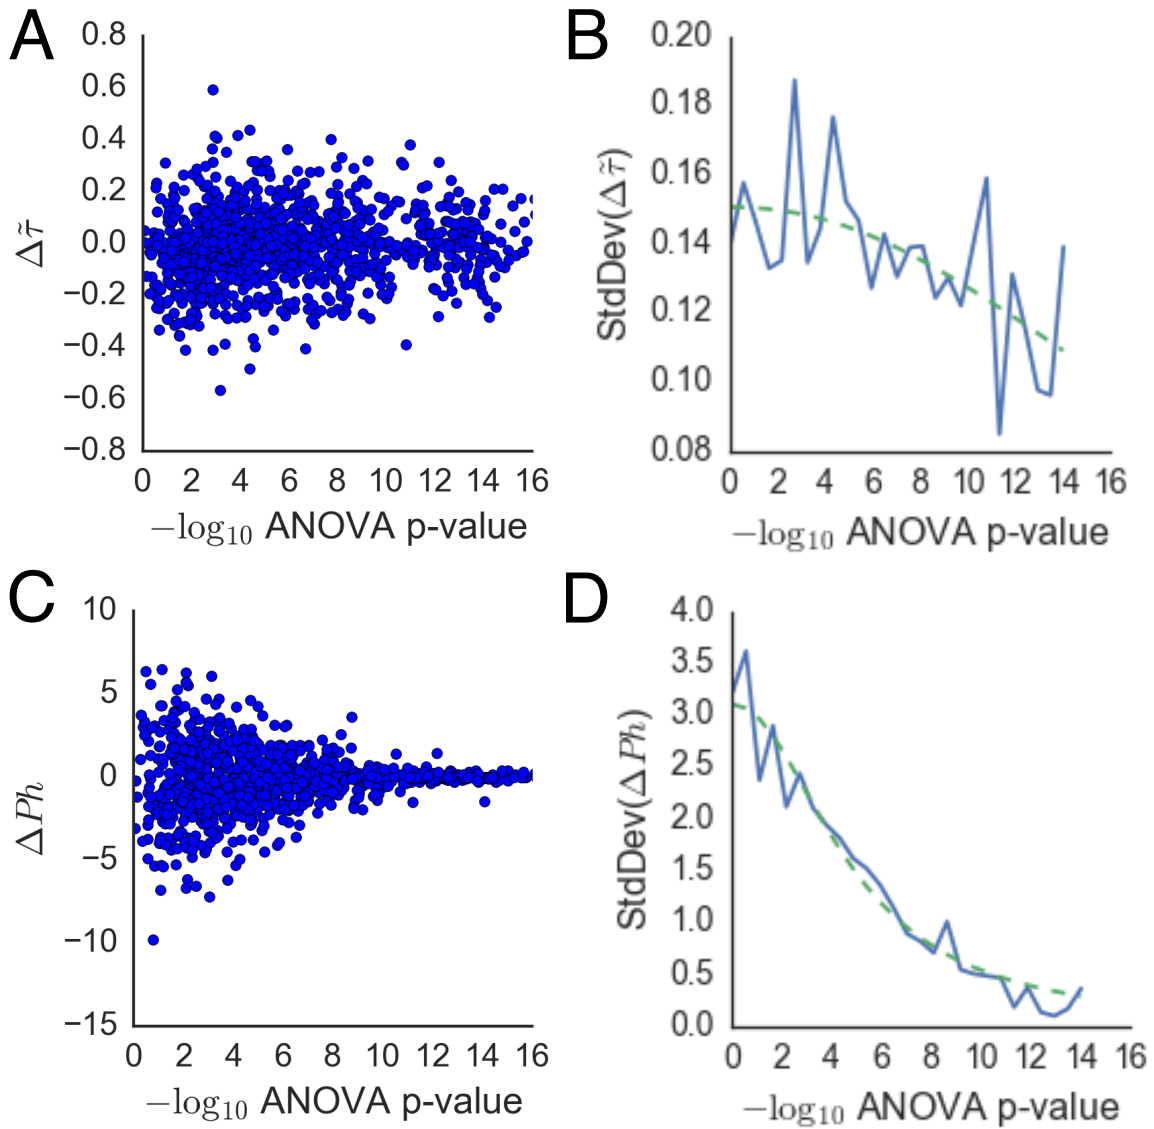 A
0.8
0.6
0.4
0.2
0.0
−0.2
−0.4
−0.6
−0.8
Δτ̃
0 2 4 6 8 10 12 14 16
−log₁₀ ANOVA p-value
B
0.20
0.18
0.16
0.14
0.12
0.10
0.08
StdDev(Δτ̃)
0 2 4 6 8 10 12 14 16
−log₁₀ ANOVA p-value
C
10
5
0
−5
−10
−15
ΔPh
0 2 4 6 8 10 12 14 16
−log₁₀ ANOVA p-value
D
4.0
3.5
3.0
2.5
2.0
1.5
1.0
0.5
0.0
StdDev(ΔPh)
0 2 4 6 8 10 12 14 16
−log₁₀ ANOVA p-value